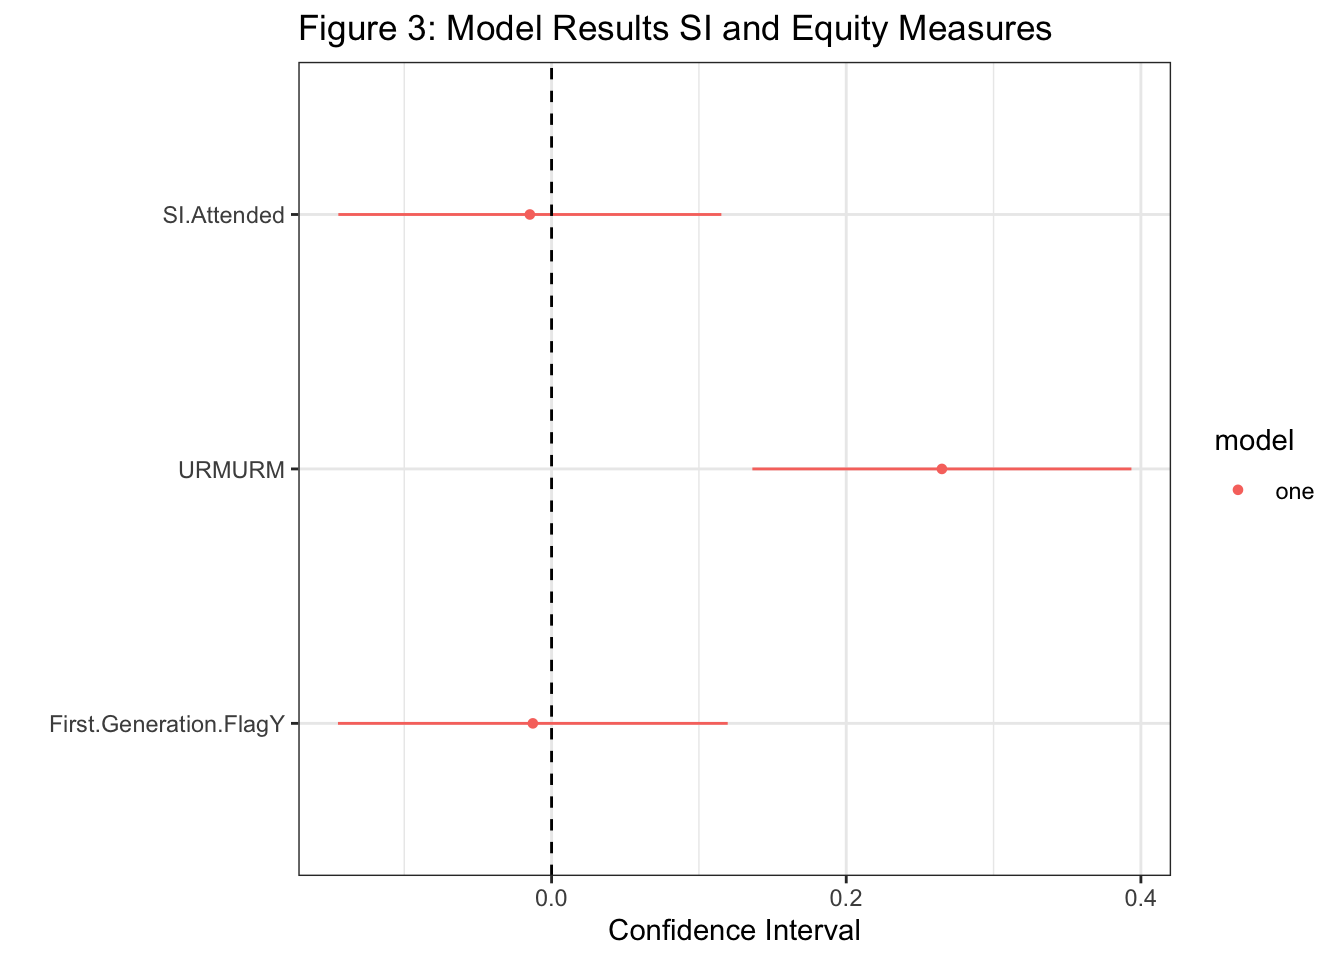 Figure 3: Model Results SI and Equity Measures
SI.Attended
URMURM
First.Generation.FlagY
0.0
0.2
0.4
Confidence Interval
model
one